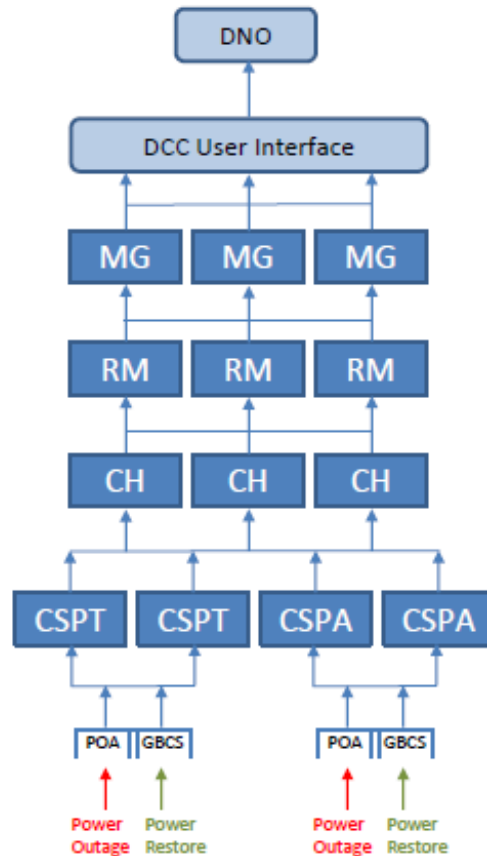 DNO
DCC User Interface
MG MG MG
RM RM RM
CH CH CH
CSPT CSPT CSPA CSPA
POA GBCS POA GBCS
Power Power Power Power
Outage Restore Outage Restore